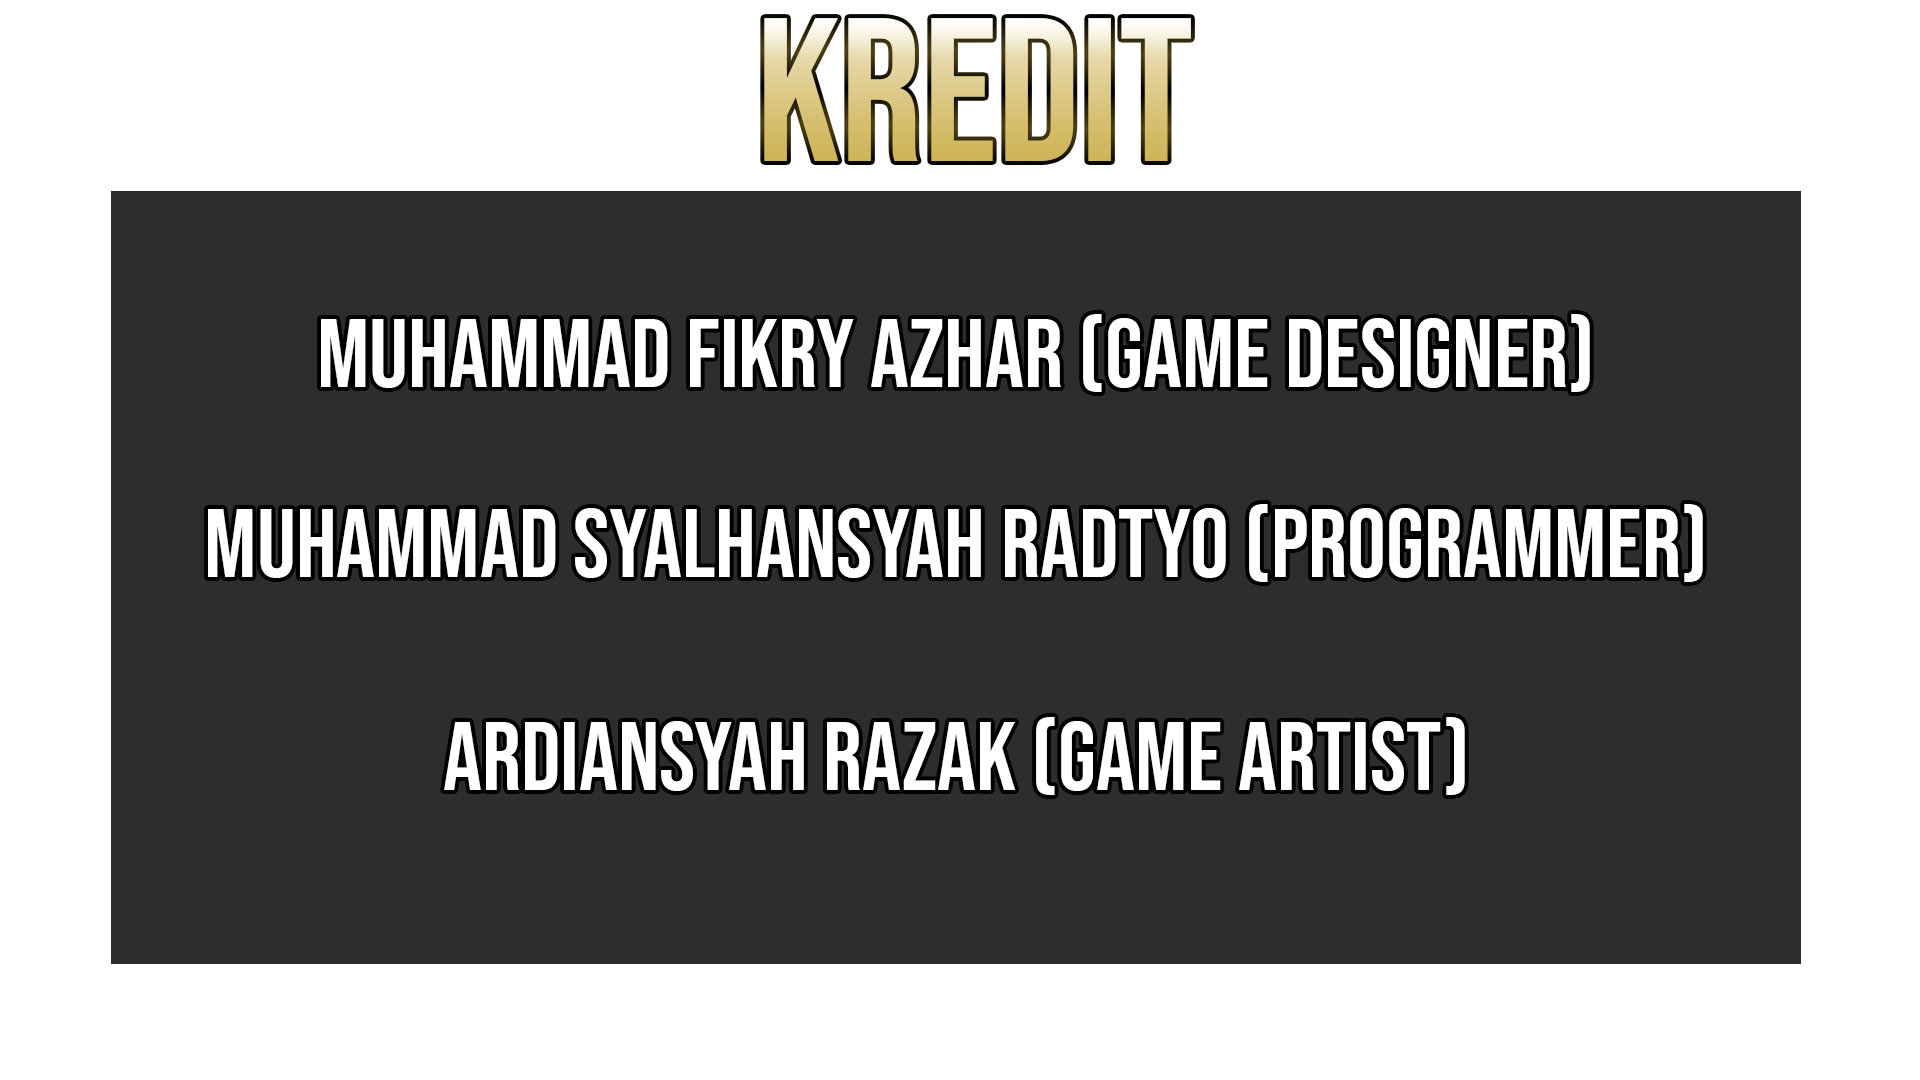 KREDIT
MUHAMMAD FIKRY AZHAR (GAME DESIGNER)
MUHAMMAD SYALHANSYAH RADTYO (PROGRAMMER)
ARDIANSYAH RAZAK (GAME ARTIST)